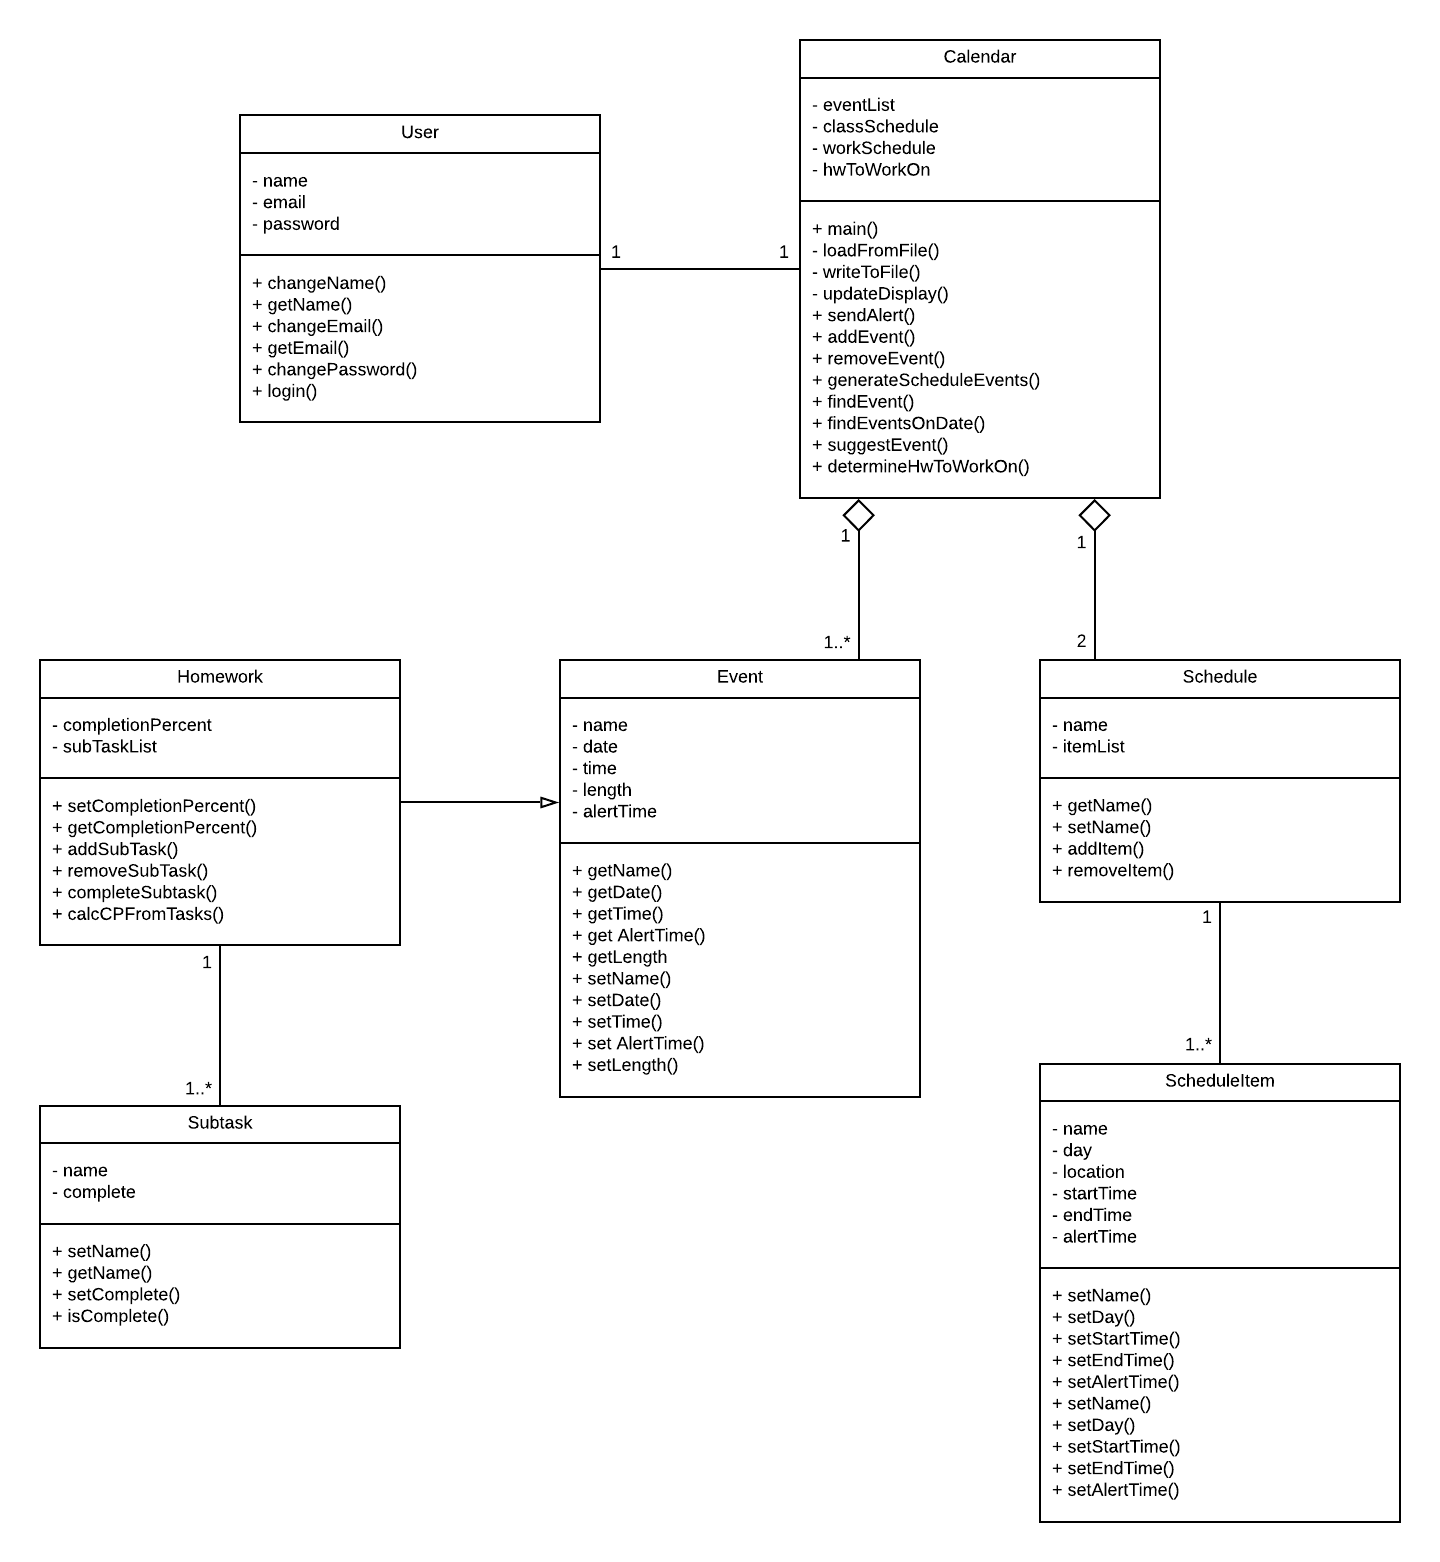 Calendar
- eventList
- classSchedule
- workSchedule
- hwToWorkOn
+ main()
- loadFromFile()
- writeToFile()
- updateDisplay()
+ sendAlert()
+ addEvent()
+ removeEvent()
+ generateScheduleEvents()
+ findEvent()
+ findEventsOnDate()
+ suggestEvent()
+ determineHwToWorkOn()
User
- name
- email
- password
+ changeName()
+ getName()
+ changeEmail()
+ getEmail()
+ changePassword()
+ login()
1
1
1
1..*
1
2
Homework
- completionPercent
- subTaskList
+ setCompletionPercent()
+ getCompletionPercent()
+ addSubTask()
+ removeSubTask()
+ completeSubtask()
+ calcCPFromTasks()
1
1..*
Event
- name
- date
- time
- length
- alertTime
+ getName()
+ getDate()
+ getTime()
+ get AlertTime()
+ getLength
+ setName()
+ setDate()
+ setTime()
+ set AlertTime()
+ setLength()
Schedule
- name
- itemList
+ getName()
+ setName()
+ addItem()
+ removeItem()
1
1..*
Subtask
- name
- complete
+ setName()
+ getName()
+ setComplete()
+ isComplete()
ScheduleItem
- name
- day
- location
- startTime
- endTime
- alertTime
+ setName()
+ setDay()
+ setStartTime()
+ setEndTime()
+ setAlertTime()
+ setName()
+ setDay()
+ setStartTime()
+ setEndTime()
+ setAlertTime()